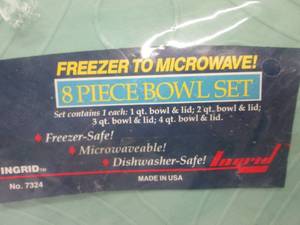 FREEZER TO MICROWAVE!
8 PIECE BOWL SET
Set contains 1 each: 1 qt. bowl & lid; 2 qt. bowl & lid;
3 qt. bowl & lid; 4 qt. bowl & lid.
Freezer-Safe!
Microwaveable!
Dishwasher-Safe!
INGRID™
Ingrid
No. 7324
MADE IN USA